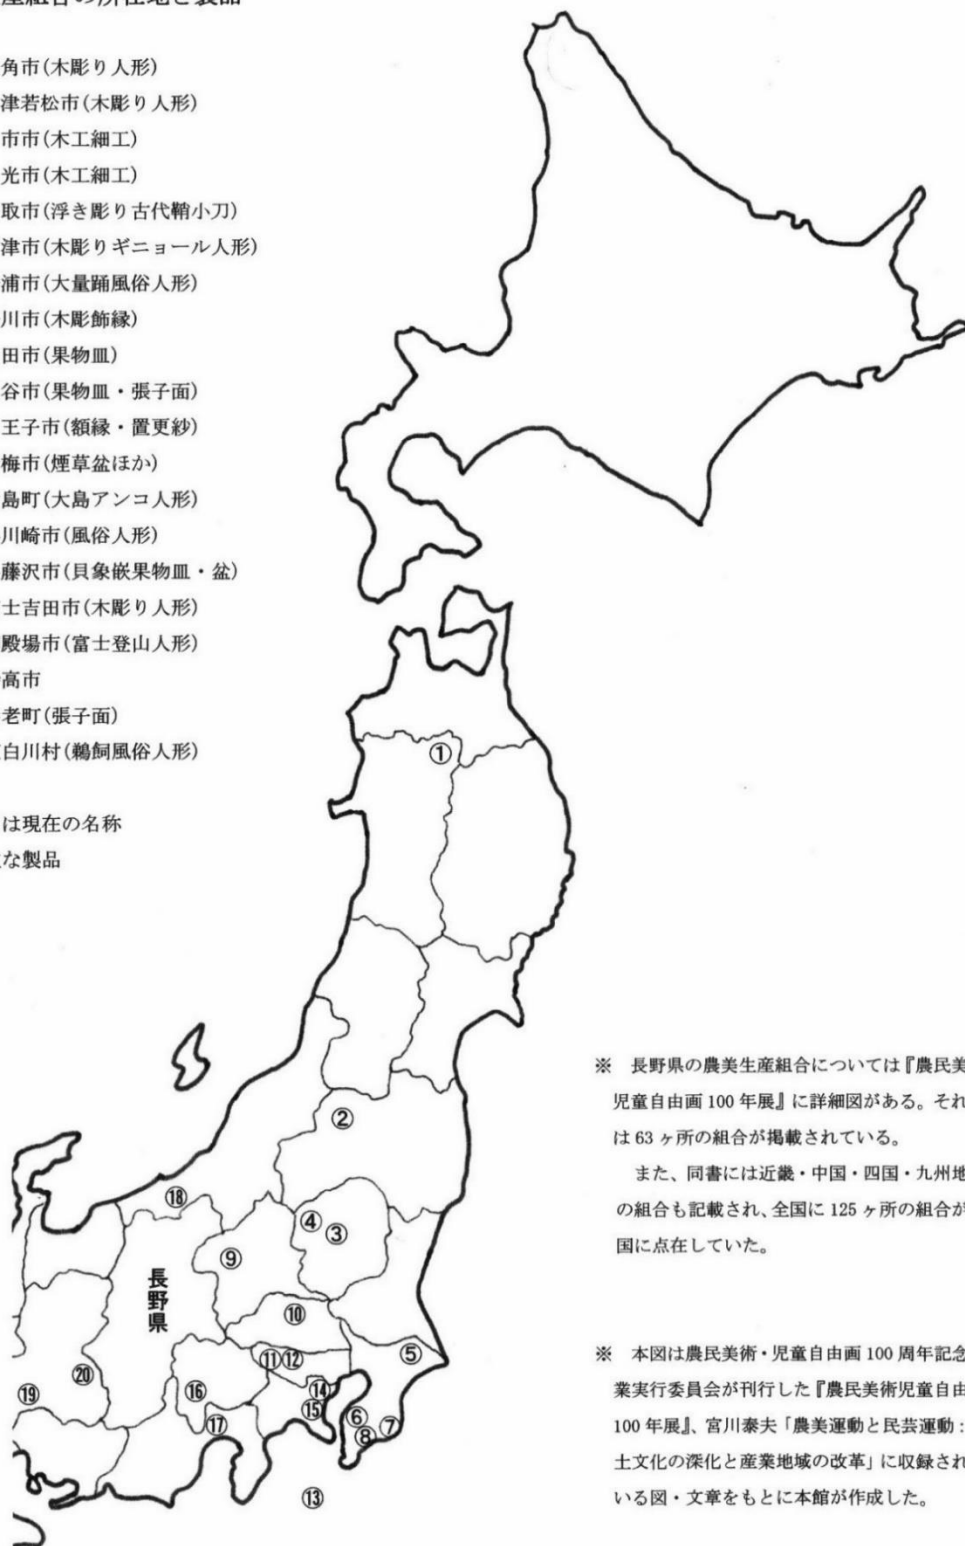 産組合の所在地と製品
角市(木彫り人形)
津若松市(木彫り人形)
市市(木工細工)
光市(木工細工)
取市(浮き彫り古代鞘小刀)
津市(木彫りギニョール人形)
浦市(大量踊風俗人形)
川市(木彫飾縁)
田市(果物皿)
谷市(果物皿・張子面)
王子市(額縁・置更紗)
梅市(煙草盆ほか)
島町(大島アンコ人形)
川崎市(風俗人形)
藤沢市(貝象嵌果物皿・盆)
士吉田市(木彫り人形)
殿場市(富士登山人形)
高市
老町(張子面)
白川村(鵜飼風俗人形)
は現在の名称
な製品
①
②
⑱
④
③
⑨
長野県
⑩
⑤
⑪
⑫
⑳
⑲
⑯
⑭
⑮
⑥
⑦
⑰
⑧
⑬
※ 長野県の農美生産組合については『農民美
児童自由画 100 年展』に詳細図がある。それ
は 63 ヶ所の組合が掲載されている。
また、同書には近畿・中国・四国・九州地
の組合も記載され、全国に 125 ヶ所の組合が
国に点在していた。
※ 本図は農民美術・児童自由画 100 周年記念
業実行委員会が刊行した『農民美術児童自由
100 年展』、宮川泰夫「農美運動と民芸運動：
土文化の深化と産業地域の改革」に収録され
いる図・文章をもとに本館が作成した。